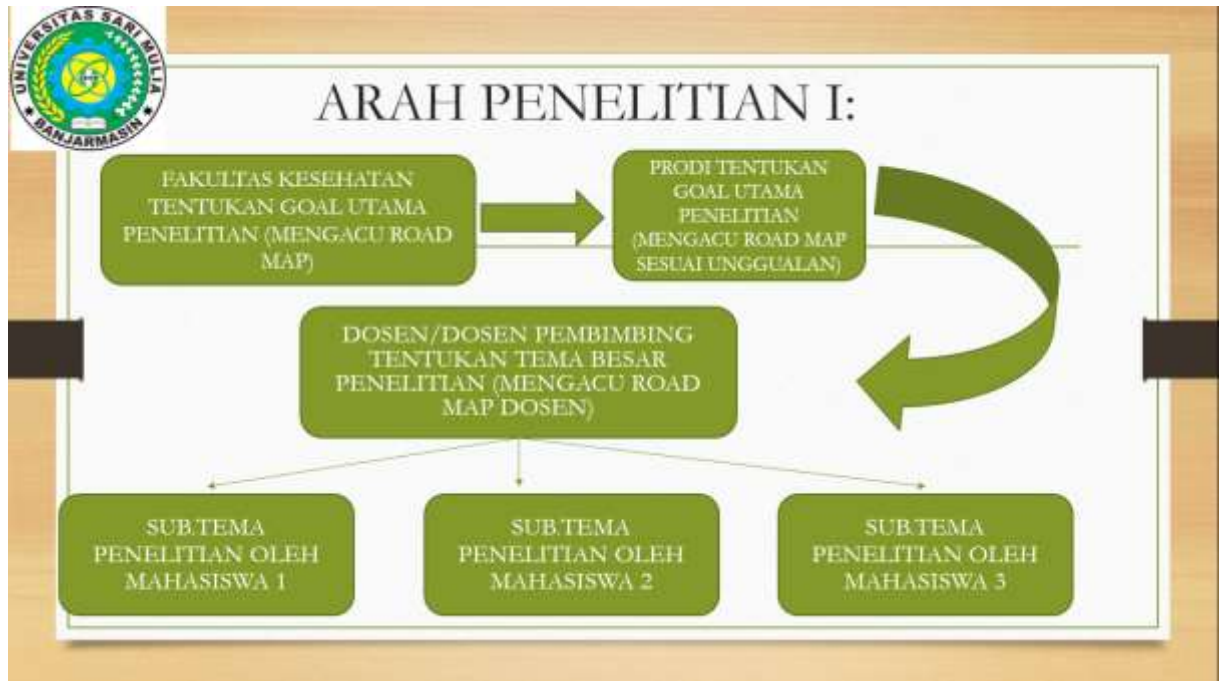 UNIVERSITAS SARI MULIA
BANJARMASIN
ARAH PENELITIAN I:
FAKULTAS KESEHATAN
TENTUKAN GOAL UTAMA
PENELITIAN (MENGACU ROAD
MAP)
PRODI TENTUKAN
GOAL UTAMA
PENELITIAN
(MENGACU ROAD MAP
SESUAI UNGGUALAN)
DOSEN/DOSEN PEMBIMBING
TENTUKAN TEMA BESAR
PENELITIAN (MENGACU ROAD
MAP DOSEN)
SUB.TEMA
PENELITIAN OLEH
MAHASISWA 1
SUB.TEMA
PENELITIAN OLEH
MAHASISWA 2
SUB.TEMA
PENELITIAN OLEH
MAHASISWA 3